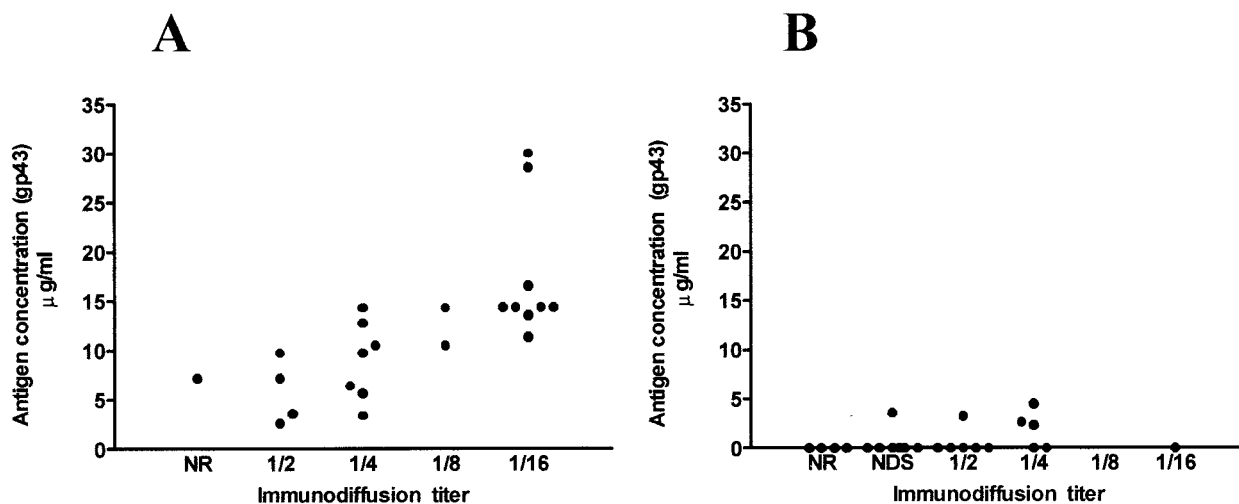 A
35
30
25
20
15
10
5
0
Antigen concentration (gp43)
μ g/ml
NR 1/2 1/4 1/8 1/16
Immunodiffusion titer
B
35
30
25
20
15
10
5
0
Antigen concentration (gp43)
μ g/ml
NR NDS 1/2 1/4 1/8 1/16
Immunodiffusion titer